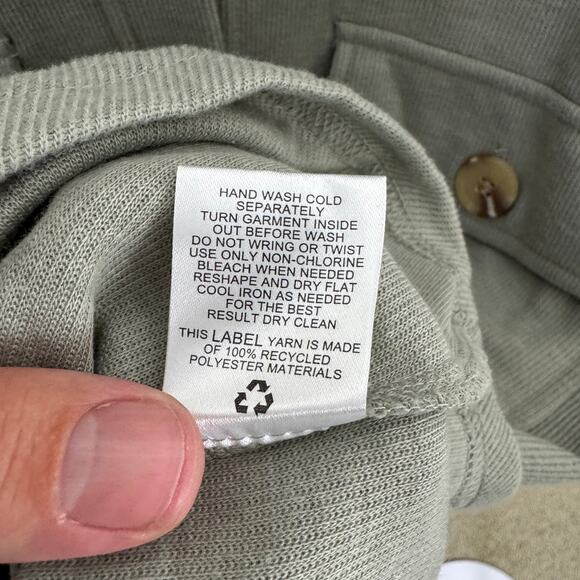 HAND WASH COLD
SEPARATELY
TURN GARMENT INSIDE
OUT BEFORE WASH
DO NOT WRING OR TWIST
USE ONLY NON-CHLORINE
BLEACH WHEN NEEDED
RESHAPE AND DRY FLAT
COOL IRON AS NEEDED
FOR THE BEST
RESULT DRY CLEAN
THIS LABEL YARN IS MADE
OF 100% RECYCLED
POLYESTER MATERIALS